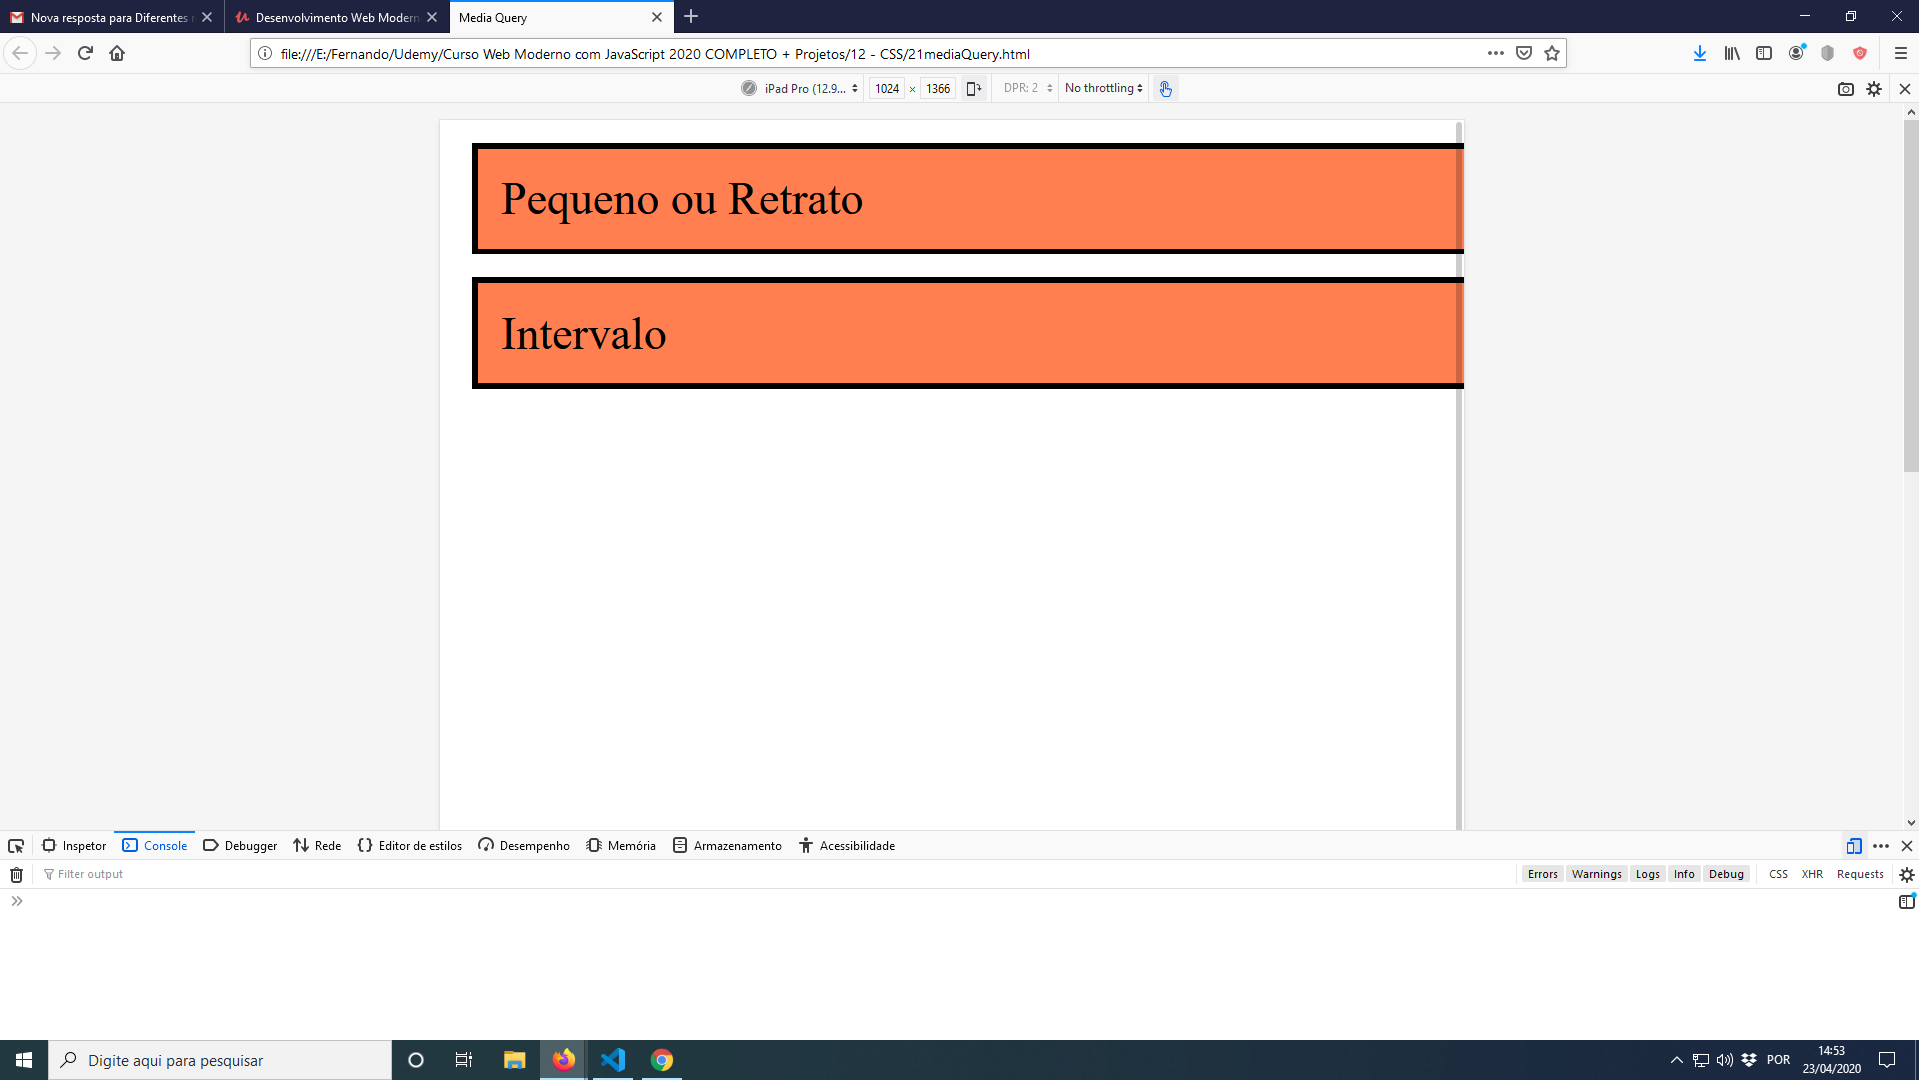 Nova resposta para Diferentes
Desenvolvimento Web Modern
Media Query
file:///E:/Fernando/Udemy/Curso Web Moderno com JavaScript 2020 COMPLETO + Projetos/12 - CSS/21mediaQuery.html
iPad Pro (12.9... 1024 × 1366 DPR: 2 No throttling
Pequeno ou Retrato
Intervalo
Inspetor Console Debugger Rede Editor de estilos Desempenho Memória Armazenamento Acessibilidade
Filter output Errors Warnings Logs Info Debug CSS XHR Requests
Digite aqui para pesquisar
POR
14:53
23/04/2020